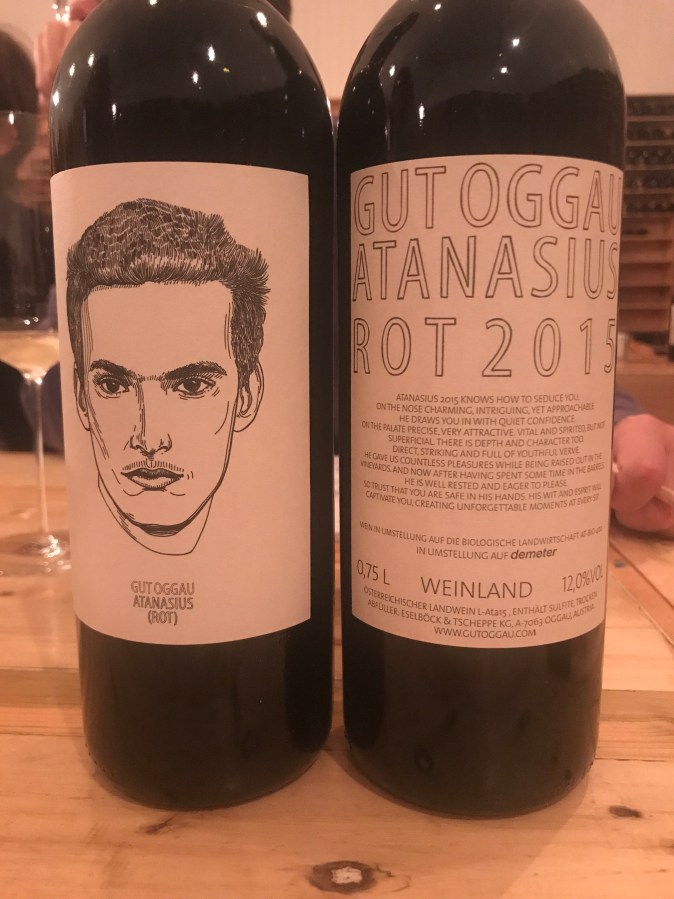 GUT OGGAU
ATANASIUS
(ROT)
GUT OGGAU
ATANASIUS
ROT 2015
ATANASIUS 2015 KNOWS HOW TO SEDUCE YOU.
ON THE NOSE CHARMING, INTRIGUING, YET APPROACHABLE
HE DRAWS YOU IN WITH QUIET CONFIDENCE.
ON THE PALATE PRECISE, VERY ATTRACTIVE. VITAL AND SPIRITED, BUT NOT
SUPERFICIAL. THERE IS DEPTH AND CHARACTER TOO.
DIRECT, STRIKING AND FULL OF YOUTHFUL VERVE.
HE GAVE US COUNTLESS PLEASURES WHILE BEING RAISED OUT IN THE
VINEYARDS AND NOW AFTER HAVING SPENT SOME TIME IN THE BARREL
HE IS WELL RESTED AND EAGER TO PLEASE.
SO TRUST THAT YOU ARE SAFE IN HIS HANDS. HIS WIT AND ESPRIT WILL
CAPTIVATE YOU, CREATING UNFORGETTABLE MOMENTS AT EVERY SIP.
WEIN IN UMSTELLUNG AUF DIE BIOLOGISCHE LANDWIRTSCHAFT AT BIO-402
IN UMSTELLUNG AUF demeter
0,75 L WEINLAND 12,0%VOL
ÖSTERREICHISCHER LANDWEIN L-At215, ENTHÄLT SULFITE, TROCKEN
ABFÜLLER: ESELBÖCK & TSCHEPPE KG, A-7063 OGGAU, AUSTRIA
WWW.GUTOGGAU.COM